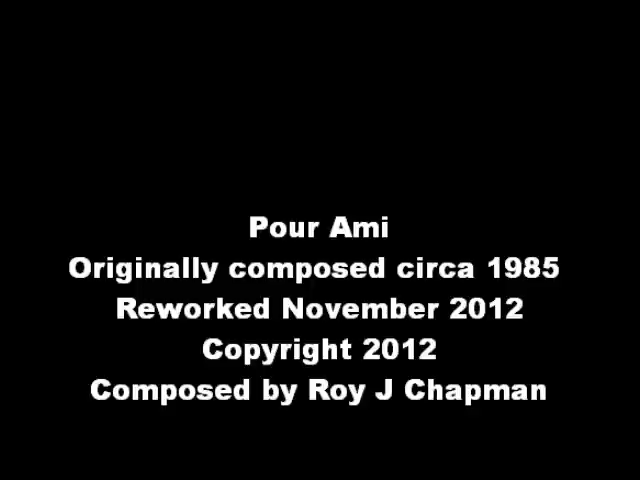 Pour Ami
Originally composed circa 1985
Reworked November 2012
Copyright 2012
Composed by Roy J Chapman